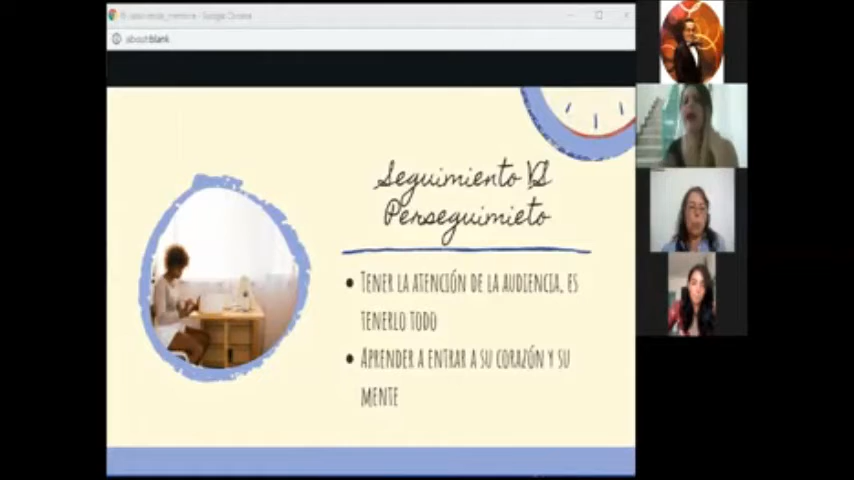 about:blank
Seguimiento VS
Perseguimieto
TENER LA ATENCIÓN DE LA AUDIENCIA, ES
TENERLO TODO
APRENDER A ENTRAR A SU CORAZÓN Y SU
MENTE